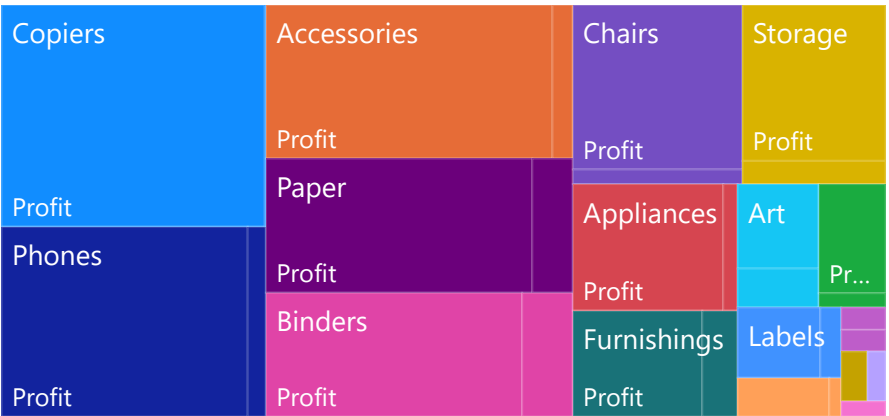 Copiers
Profit
Phones
Profit
Accessories
Profit
Paper
Profit
Binders
Profit
Chairs
Profit
Storage
Profit
Appliances
Profit
Furnishings
Profit
Art
Pr...
Labels